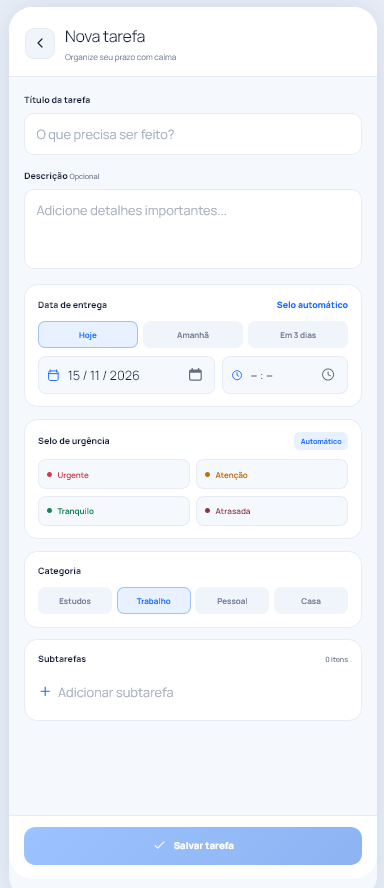 Nova tarefa
Organize seu prazo com calma
Título da tarefa
O que precisa ser feito?
Descrição Opcional
Adicione detalhes importantes...
Data de entrega
Selo automático
Hoje
Amanhã
Em 3 dias
15 / 11 / 2026
– : –
Selo de urgência
Automático
Urgente
Atenção
Tranquilo
Atrasada
Categoria
Estudos
Trabalho
Pessoal
Casa
Subtarefas
0 itens
+ Adicionar subtarefa
Salvar tarefa